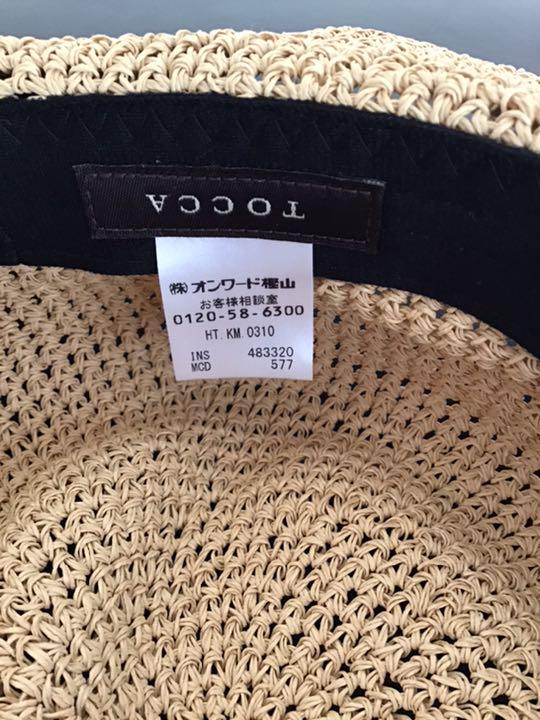 TOCCA
(株)オンワード樫山
お客様相談室
0120-58-6300
HT.KM.0310
INS 483320
MCD 577